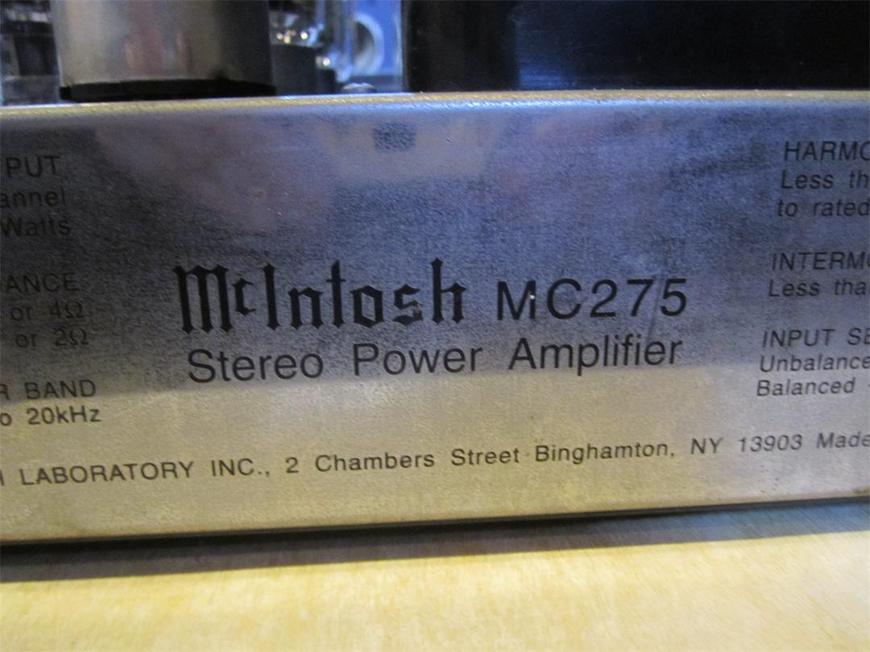 PUT
annel
Watts
ANCE
or 4Ω
or 2Ω
R BAND
o 20kHz
McIntosh MC275
Stereo Power Amplifier
HARMO
Less th
to rated
INTERMO
Less tha
INPUT SE
Unbalance
Balanced
H LABORATORY INC., 2 Chambers Street Binghamton, NY 13903 Made